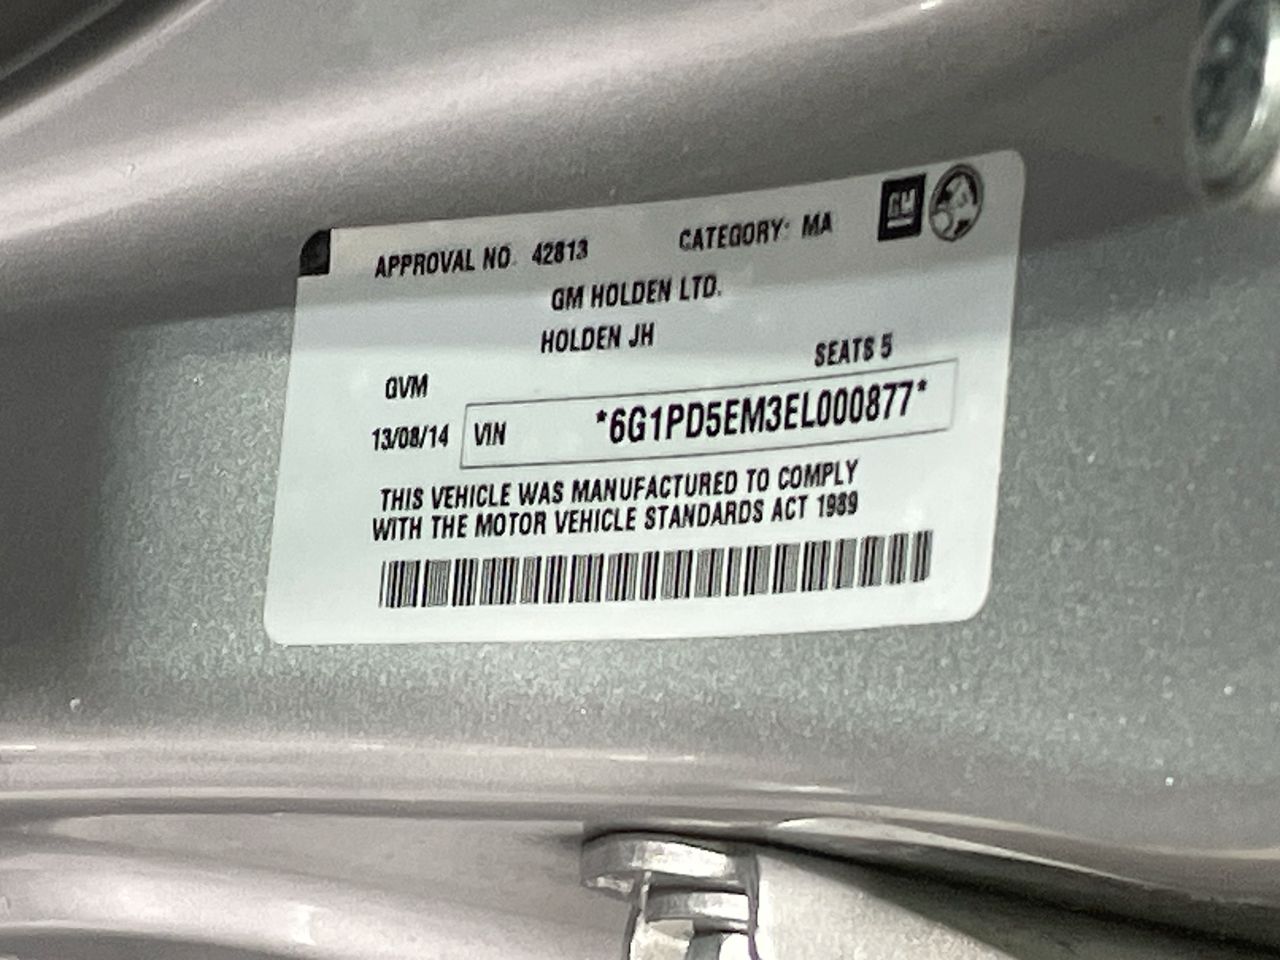 APPROVAL NO. 42813 CATEGORY: MA GM
GM HOLDEN LTD.
HOLDEN JH
SEATS 5
GVM
13/08/14 VIN *6G1PD5EM3EL000877*
THIS VEHICLE WAS MANUFACTURED TO COMPLY
WITH THE MOTOR VEHICLE STANDARDS ACT 1989